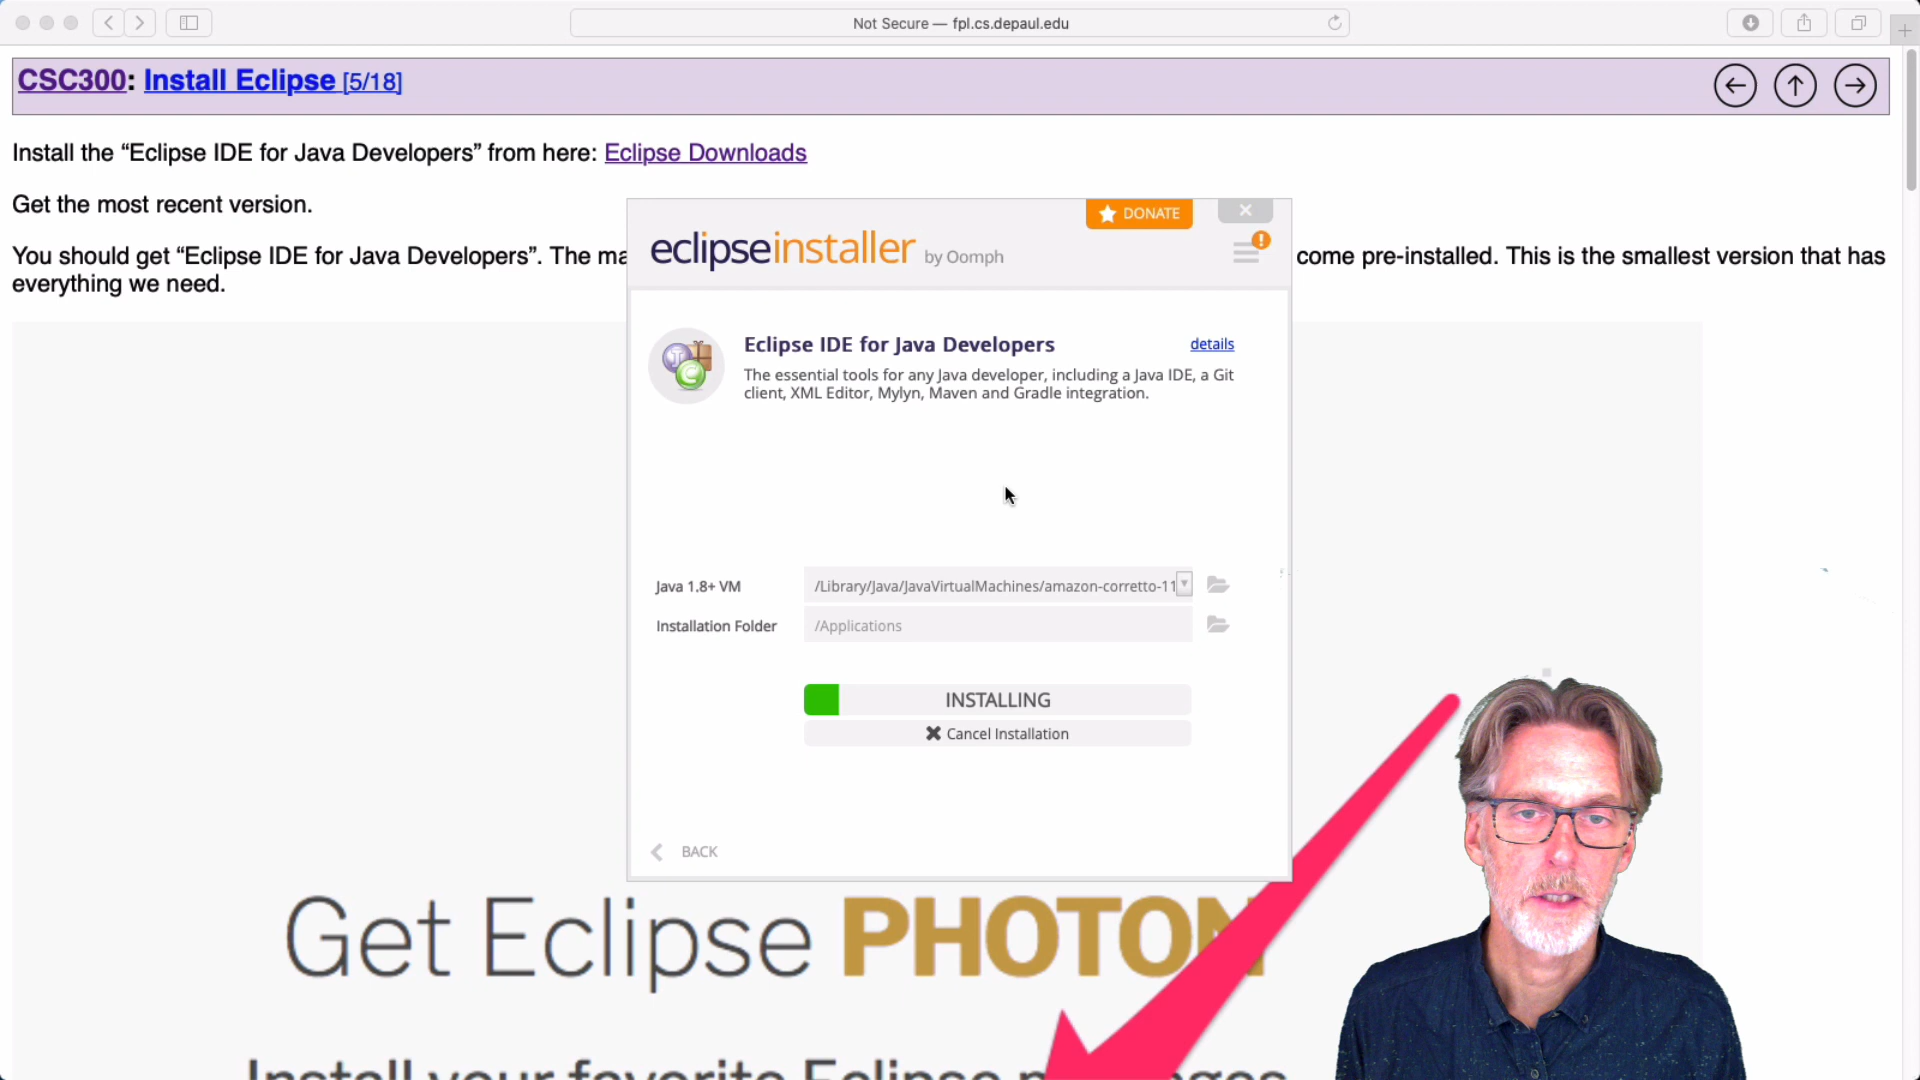 Not Secure — fpl.cs.depaul.edu
CSC300: Install Eclipse [5/18]
Install the “Eclipse IDE for Java Developers” from here: Eclipse Downloads
Get the most recent version.
You should get “Eclipse IDE for Java Developers”. The ma
come pre-installed. This is the smallest version that has
everything we need.
DONATE
eclipseinstaller by Oomph
Eclipse IDE for Java Developers
details
The essential tools for any Java developer, including a Java IDE, a Git
client, XML Editor, Mylyn, Maven and Gradle integration.
Java 1.8+ VM
/Library/Java/JavaVirtualMachines/amazon-corretto-11
Installation Folder
/Applications
INSTALLING
Cancel Installation
BACK
Get Eclipse PHOTON
Install your favorite Eclipse